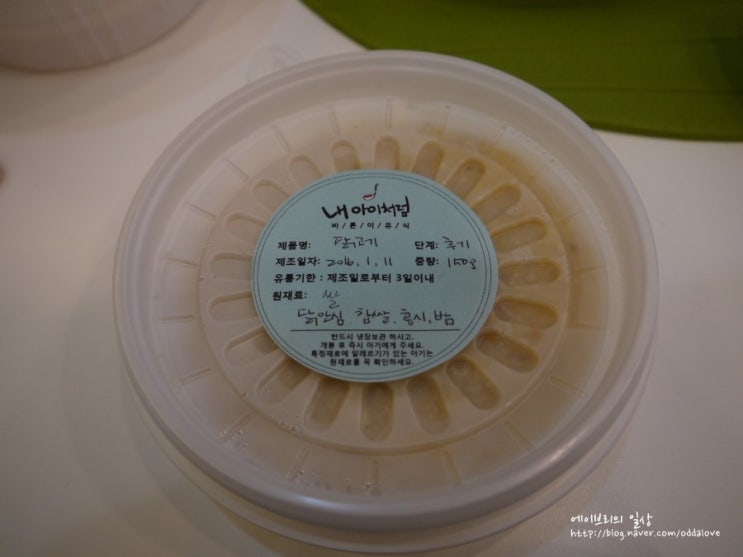 내아이처럼
바/른/이/유/식
제품명: 닭고기 단계: 후기
제조일자: 2016. 1. 11 중량: 150g
유통기한 : 제조일로부터 3일이내
원재료: 쌀
닭안심. 찹쌀. 홍시. 밤
반드시 냉장보관 하시고,
개봉 후 즉시 아기에게 주세요.
특정재료에 알레르기가 있는 아기는
원재료를 꼭 확인하세요.
에이브리의 일상
http://blog.naver.com/oddalove